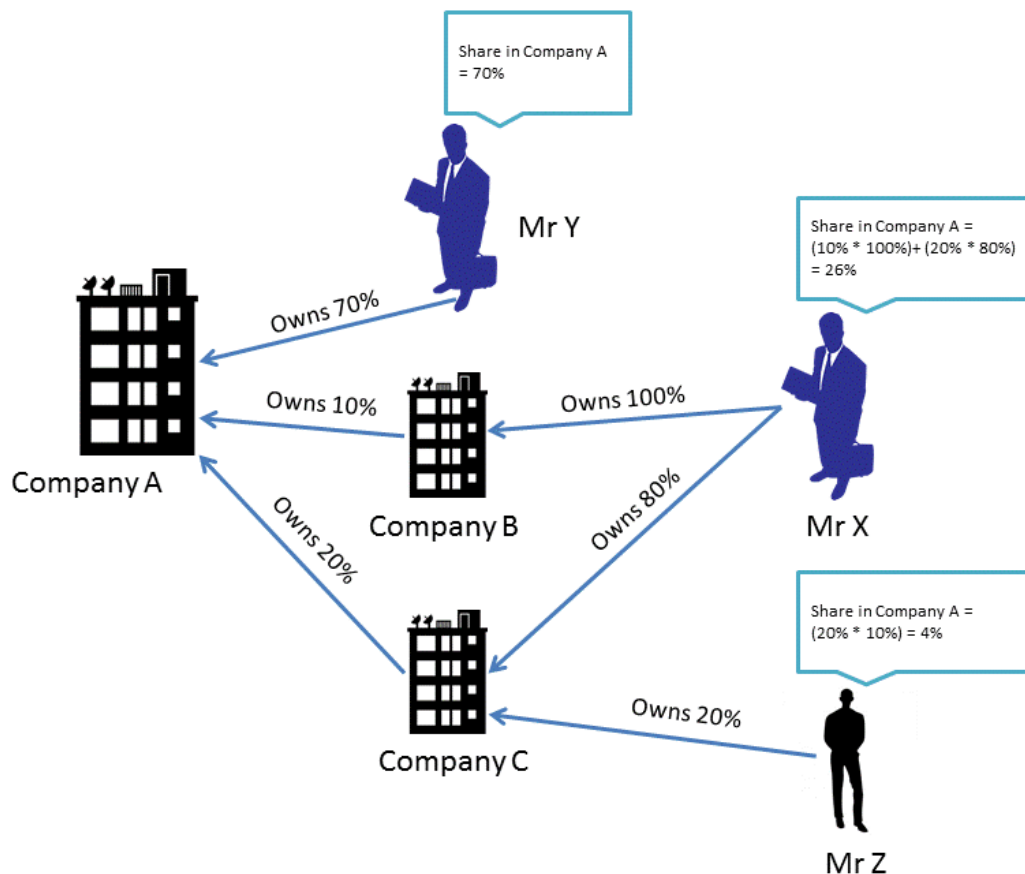 Share in Company A
= 70%
Mr Y
Share in Company A =
(10% * 100%)+ (20% * 80%)
= 26%
Owns 70%
Owns 10%
Owns 100%
Company A
Company B
Owns 80%
Mr X
Owns 20%
Share in Company A =
(20% * 10%) = 4%
Owns 20%
Company C
Mr Z